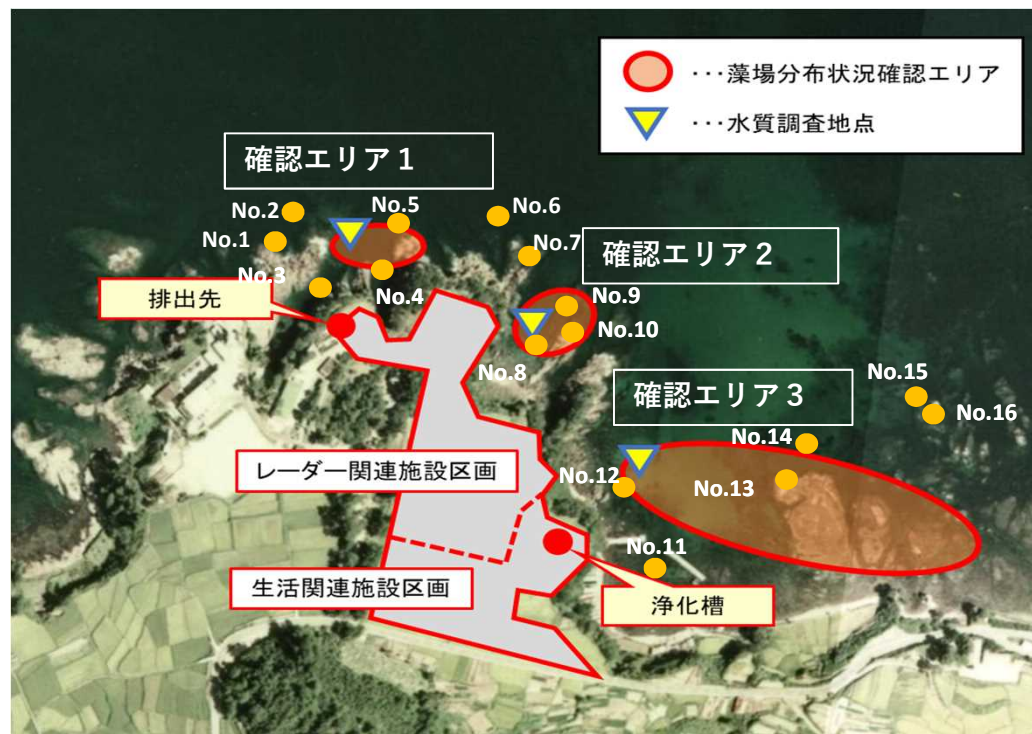 ・・・藻場分布状況確認エリア
・・・水質調査地点
確認エリア１
No.2
No.5
No.6
No.1
No.7
確認エリア２
No.3
No.4
No.9
排出先
No.10
No.8
確認エリア３
No.15
No.16
No.14
レーダー関連施設区画
No.12
No.13
No.11
生活関連施設区画
浄化槽